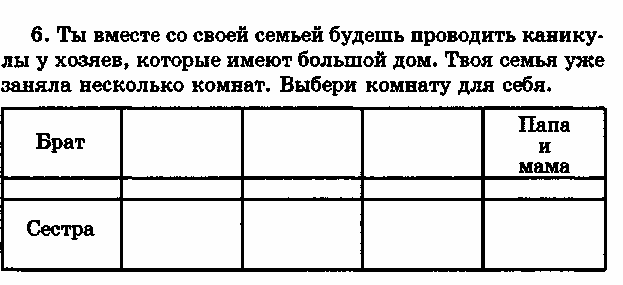 6. Ты вместе со своей семьей будешь проводить канику-
лы у хозяев, которые имеют большой дом. Твоя семья уже
заняла несколько комнат. Выбери комнату для себя.
Брат
Папа
и
мама
Сестра